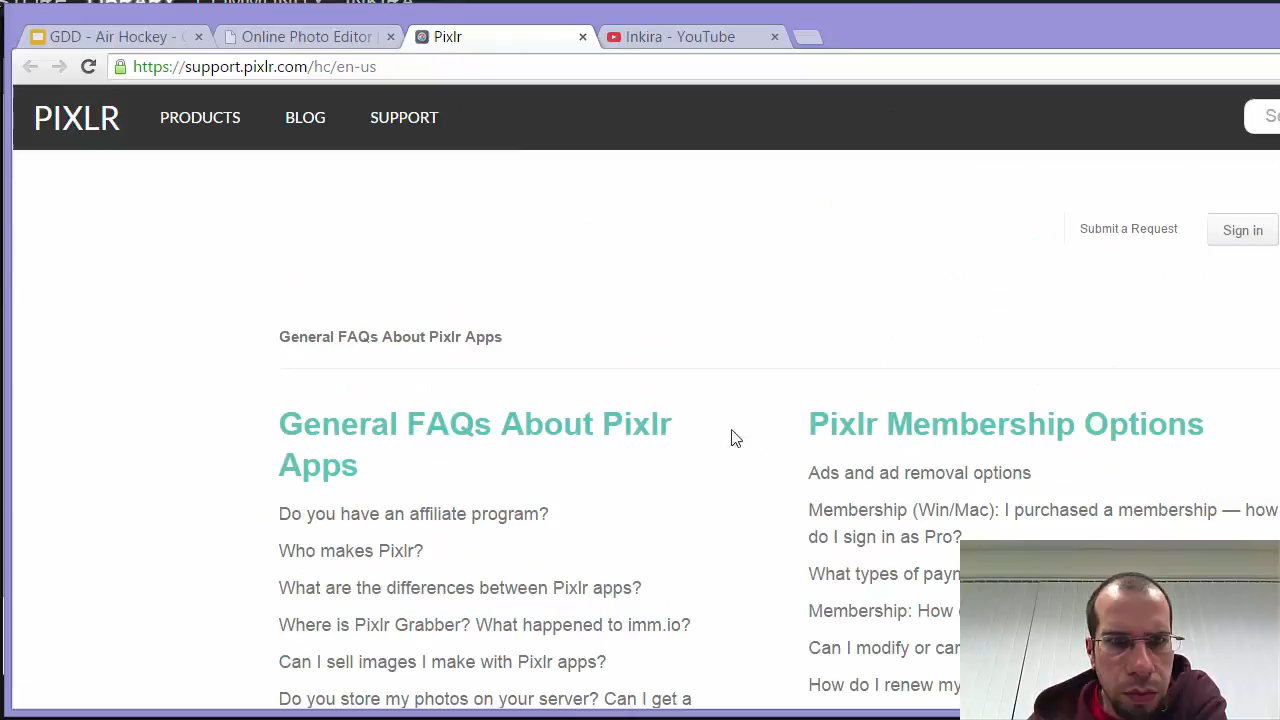 GDD - Air Hockey -
Online Photo Editor
Pixlr
Inkira - YouTube
https://support.pixlr.com/hc/en-us
PIXLR
PRODUCTS
BLOG
SUPPORT
Submit a Request
Sign in
General FAQs About Pixlr Apps
General FAQs About Pixlr
Apps
Do you have an affiliate program?
Who makes Pixlr?
What are the differences between Pixlr apps?
Where is Pixlr Grabber? What happened to imm.io?
Can I sell images I make with Pixlr apps?
Do you store my photos on your server? Can I get a
Pixlr Membership Options
Ads and ad removal options
Membership (Win/Mac): I purchased a membership — how
do I sign in as Pro?
What types of
Membership: How
Can I modify or
How do I renew my